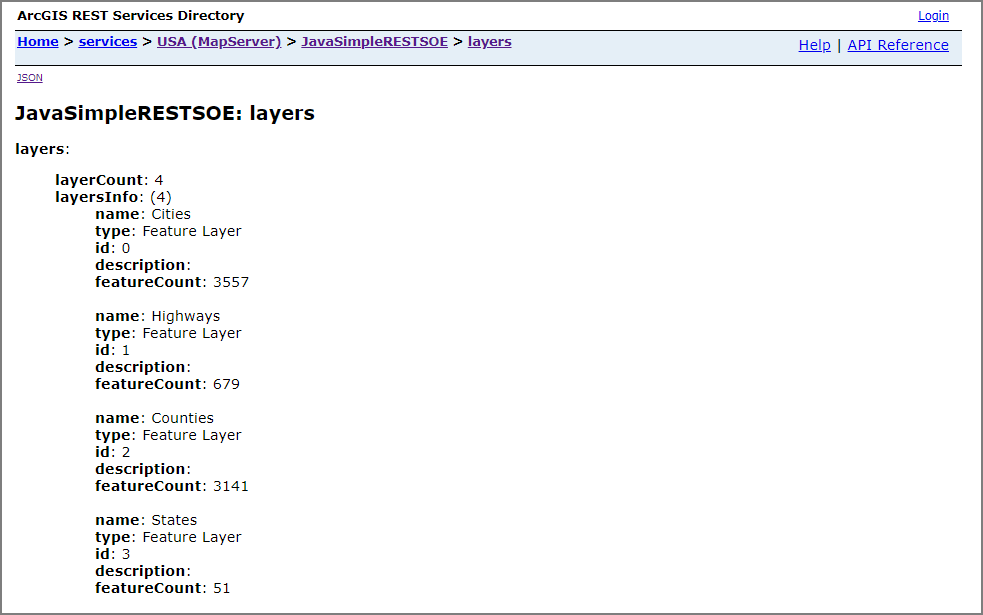 ArcGIS REST Services Directory Login
Home > services > USA (MapServer) > JavaSimpleRESTSOE > layers Help | API Reference
JSON
JavaSimpleRESTSOE: layers
layers:
layerCount: 4
layersInfo: (4)
name: Cities
type: Feature Layer
id: 0
description:
featureCount: 3557
name: Highways
type: Feature Layer
id: 1
description:
featureCount: 679
name: Counties
type: Feature Layer
id: 2
description:
featureCount: 3141
name: States
type: Feature Layer
id: 3
description:
featureCount: 51